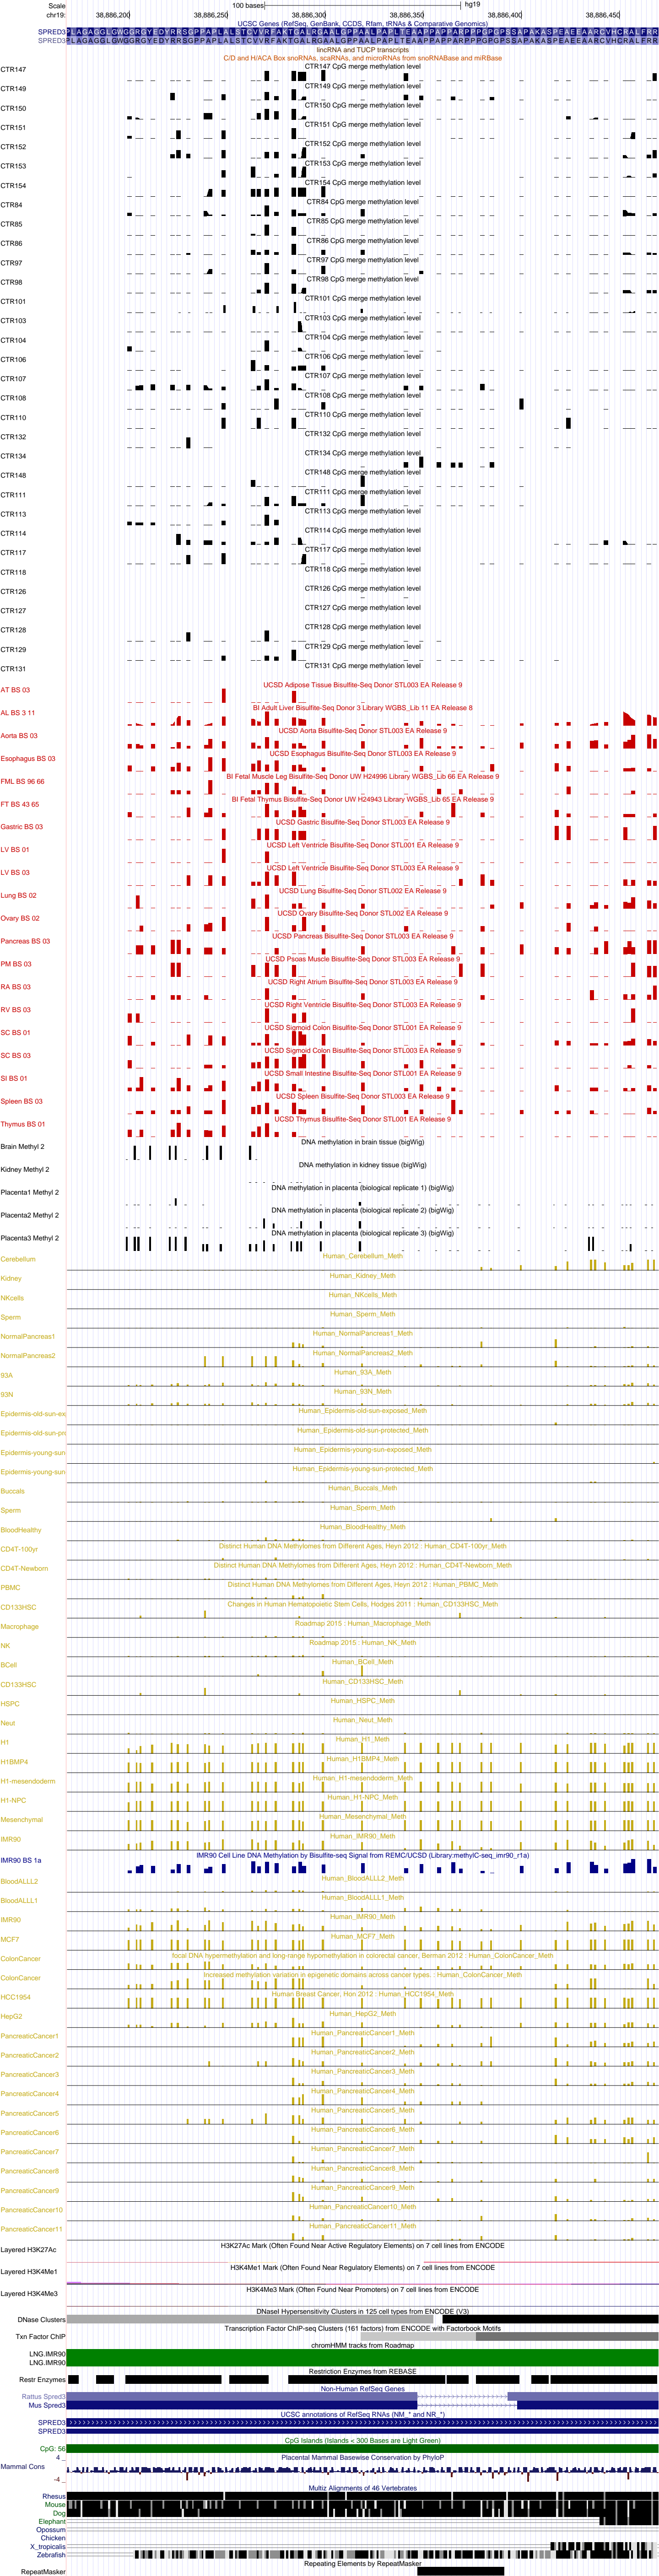 Scale 100 bases hg19
chr19: 38,886,200 38,886,250 38,886,300 38,886,350 38,886,400 38,886,450
UCSC Genes (RefSeq, GenBank, CCDS, Rfam, tRNAs & Comparative Genomics)
SPRED3
SPRED3
lincRNA and TUCP transcripts
C/D and H/ACA Box snoRNAs, scaRNAs, and microRNAs from snoRNABase and miRBase
CTR147 CTR147 CpG merge methylation level
CTR149 CTR149 CpG merge methylation level
CTR150 CTR150 CpG merge methylation level
CTR151 CTR151 CpG merge methylation level
CTR152 CTR152 CpG merge methylation level
CTR153 CTR153 CpG merge methylation level
CTR154 CTR154 CpG merge methylation level
CTR84 CTR84 CpG merge methylation level
CTR85 CTR85 CpG merge methylation level
CTR86 CTR86 CpG merge methylation level
CTR97 CTR97 CpG merge methylation level
CTR98 CTR98 CpG merge methylation level
CTR101 CTR101 CpG merge methylation level
CTR103 CTR103 CpG merge methylation level
CTR104 CTR104 CpG merge methylation level
CTR106 CTR106 CpG merge methylation level
CTR107 CTR107 CpG merge methylation level
CTR108 CTR108 CpG merge methylation level
CTR110 CTR110 CpG merge methylation level
CTR132 CTR132 CpG merge methylation level
CTR134 CTR134 CpG merge methylation level
CTR148 CTR148 CpG merge methylation level
CTR111 CTR111 CpG merge methylation level
CTR113 CTR113 CpG merge methylation level
CTR114 CTR114 CpG merge methylation level
CTR117 CTR117 CpG merge methylation level
CTR118 CTR118 CpG merge methylation level
CTR126 CTR126 CpG merge methylation level
CTR127 CTR127 CpG merge methylation level
CTR128 CTR128 CpG merge methylation level
CTR129 CTR129 CpG merge methylation level
CTR131 CTR131 CpG merge methylation level
AT BS 03 UCSD Adipose Tissue Bisulfite-Seq Donor STL003 EA Release 9
AL BS 3 11 BI Adult Liver Bisulfite-Seq Donor 3 Library WGBS_Lib 11 EA Release 8
Aorta BS 03 UCSD Aorta Bisulfite-Seq Donor STL003 EA Release 9
Esophagus BS 03 UCSD Esophagus Bisulfite-Seq Donor STL003 EA Release 9
FML BS 96 66 BI Fetal Muscle Leg Bisulfite-Seq Donor UW H24996 Library WGBS_Lib 66 EA Release 9
FT BS 43 65 BI Fetal Thymus Bisulfite-Seq Donor UW H24943 Library WGBS_Lib 65 EA Release 9
Gastric BS 03 UCSD Gastric Bisulfite-Seq Donor STL003 EA Release 9
LV BS 01 UCSD Left Ventricle Bisulfite-Seq Donor STL001 EA Release 9
LV BS 03 UCSD Left Ventricle Bisulfite-Seq Donor STL003 EA Release 9
Lung BS 02 UCSD Lung Bisulfite-Seq Donor STL002 EA Release 9
Ovary BS 02 UCSD Ovary Bisulfite-Seq Donor STL002 EA Release 9
Pancreas BS 03 UCSD Pancreas Bisulfite-Seq Donor STL003 EA Release 9
PM BS 03 UCSD Psoas Muscle Bisulfite-Seq Donor STL003 EA Release 9
RA BS 03 UCSD Right Atrium Bisulfite-Seq Donor STL003 EA Release 9
RV BS 03 UCSD Right Ventricle Bisulfite-Seq Donor STL003 EA Release 9
SC BS 01 UCSD Sigmoid Colon Bisulfite-Seq Donor STL001 EA Release 9
SC BS 03 UCSD Sigmoid Colon Bisulfite-Seq Donor STL003 EA Release 9
SI BS 01 UCSD Small Intestine Bisulfite-Seq Donor STL001 EA Release 9
Spleen BS 03 UCSD Spleen Bisulfite-Seq Donor STL003 EA Release 9
Thymus BS 01 UCSD Thymus Bisulfite-Seq Donor STL001 EA Release 9
Brain Methyl 2 DNA methylation in brain tissue (bigWig)
Kidney Methyl 2 DNA methylation in kidney tissue (bigWig)
Placenta1 Methyl 2 DNA methylation in placenta (biological replicate 1) (bigWig)
Placenta2 Methyl 2 DNA methylation in placenta (biological replicate 2) (bigWig)
Placenta3 Methyl 2 DNA methylation in placenta (biological replicate 3) (bigWig)
Cerebellum Human_Cerebellum_Meth
Kidney Human_Kidney_Meth
NKcells Human_NKcells_Meth
Sperm Human_Sperm_Meth
NormalPancreas1 Human_NormalPancreas1_Meth
NormalPancreas2 Human_NormalPancreas2_Meth
93A Human_93A_Meth
93N Human_93N_Meth
Epidermis-old-sun-ex Human_Epidermis-old-sun-exposed_Meth
Epidermis-old-sun-pr Human_Epidermis-old-sun-protected_Meth
Epidermis-young-sun Human_Epidermis-young-sun-exposed_Meth
Epidermis-young-sun Human_Epidermis-young-sun-protected_Meth
Buccals Human_Buccals_Meth
Sperm Human_Sperm_Meth
BloodHealthy Human_BloodHealthy_Meth
CD4T-100yr Distinct Human DNA Methylomes from Different Ages, Heyn 2012 : Human_CD4T-100yr_Meth
CD4T-Newborn Distinct Human DNA Methylomes from Different Ages, Heyn 2012 : Human_CD4T-Newborn_Meth
PBMC Distinct Human DNA Methylomes from Different Ages, Heyn 2012 : Human_PBMC_Meth
CD133HSC Changes in Human Hematopoietic Stem Cells, Hodges 2011 : Human_CD133HSC_Meth
Macrophage Roadmap 2015 : Human_Macrophage_Meth
NK Roadmap 2015 : Human_NK_Meth
BCell Human_BCell_Meth
CD133HSC Human_CD133HSC_Meth
HSPC Human_HSPC_Meth
Neut Human_Neut_Meth
H1 Human_H1_Meth
H1BMP4 Human_H1BMP4_Meth
H1-mesendoderm Human_H1-mesendoderm_Meth
H1-NPC Human_H1-NPC_Meth
Mesenchymal Human_Mesenchymal_Meth
IMR90 Human_IMR90_Meth
IMR90 BS 1a IMR90 Cell Line DNA Methylation by Bisulfite-seq Signal from REMC/UCSD (Library:methylC-seq_imr90_r1a)
BloodALLL2 Human_BloodALLL2_Meth
BloodALLL1 Human_BloodALLL1_Meth
IMR90 Human_IMR90_Meth
MCF7 Human_MCF7_Meth
ColonCancer focal DNA hypermethylation and long-range hypomethylation in colorectal cancer, Berman 2012 : Human_ColonCancer_Meth
ColonCancer Increased methylation variation in epigenetic domains across cancer types. : Human_ColonCancer_Meth
HCC1954 Human Breast Cancer, Hon 2012 : Human_HCC1954_Meth
HepG2 Human_HepG2_Meth
PancreaticCancer1 Human_PancreaticCancer1_Meth
PancreaticCancer2 Human_PancreaticCancer2_Meth
PancreaticCancer3 Human_PancreaticCancer3_Meth
PancreaticCancer4 Human_PancreaticCancer4_Meth
PancreaticCancer5 Human_PancreaticCancer5_Meth
PancreaticCancer6 Human_PancreaticCancer6_Meth
PancreaticCancer7 Human_PancreaticCancer7_Meth
PancreaticCancer8 Human_PancreaticCancer8_Meth
PancreaticCancer9 Human_PancreaticCancer9_Meth
PancreaticCancer10 Human_PancreaticCancer10_Meth
PancreaticCancer11 Human_PancreaticCancer11_Meth
Layered H3K27Ac H3K27Ac Mark (Often Found Near Active Regulatory Elements) on 7 cell lines from ENCODE
Layered H3K4Me1 H3K4Me1 Mark (Often Found Near Regulatory Elements) on 7 cell lines from ENCODE
Layered H3K4Me3 H3K4Me3 Mark (Often Found Near Promoters) on 7 cell lines from ENCODE
DNaseI Hypersensitivity Clusters in 125 cell types from ENCODE (V3)
DNase Clusters
Transcription Factor ChIP-seq Clusters (161 factors) from ENCODE with Factorbook Motifs
Txn Factor ChIP
chromHMM tracks from Roadmap
LNG.IMR90
LNG.IMR90
Restriction Enzymes from REBASE
Restr Enzymes
Non-Human RefSeq Genes
Rattus Spred3
Mus Spred3
UCSC annotations of RefSeq RNAs (NM_* and NR_*)
SPRED3
SPRED3
CpG Islands (Islands < 300 Bases are Light Green)
CpG: 56
4 _ Placental Mammal Basewise Conservation by PhyloP
Mammal Cons
-4 _
Multiz Alignments of 46 Vertebrates
Rhesus
Mouse
Dog
Elephant
Opossum
Chicken
X_tropicalis
Zebrafish
Repeating Elements by RepeatMasker
RepeatMasker